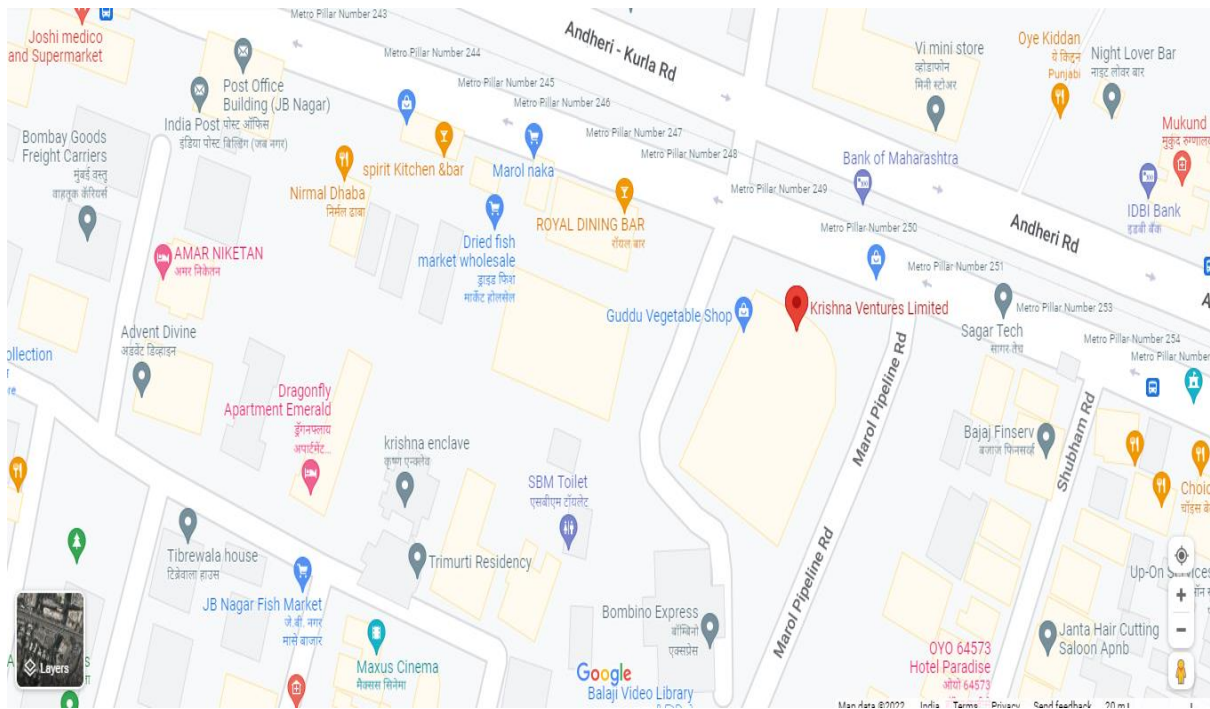 Metro Pillar Number 243
Joshi medico
and Supermarket
Andheri - Kurla Rd
Metro Pillar Number 244
Post Office
Building (JB Nagar)
पोस्ट ऑफिस
बिल्डिंग (जब नगर)
India Post
इंडिया पोस्ट
Metro Pillar Number 245
Metro Pillar Number 246
Metro Pillar Number 247
Metro Pillar Number 248
Vi mini store
व्होडाफोन
मिनी स्टोअर
Oye Kiddan
Punjabi
Night Lover Bar
नाइट लोवर बार
Mukund
Bombay Goods
Freight Carriers
मुंबई वस्तू
वाहतूक कॅरियर्स
Nirmal Dhaba
निर्मल ढाबा
spirit Kitchen &bar
Marol naka
Bank of Maharashtra
Metro Pillar Number 249
Metro Pillar Number 250
IDBI Bank
इडबी बँक
ROYAL DINING BAR
रॉयल बार
Andheri Rd
AMAR NIKETAN
अमर निकेतन
Dried fish
market wholesale
ड्राइड फिश
मार्केट होलसेल
Metro Pillar Number 251
Guddu Vegetable Shop
Krishna Ventures Limited
Metro Pillar Number 253
Sagar Tech
सागर तेच
Metro Pillar Number 254
Metro Pillar Number
Advent Divine
अडवेंट डिव्हाइन
ollection
Dragonfly
Apartment Emerald
ड्रॅगनफ्लाय
अपार्टमेंट...
Marol Pipeline Rd
Shubham Rd
krishna enclave
कृष्ण एन्क्लेव
Bajaj Finserv
बजाज फिनसर्व्ह
SBM Toilet
एसबीएम टॉयलेट
Choic
Tibrewala house
टिब्रेवाला हाउस
Trimurti Residency
Marol Pipeline Rd
JB Nagar Fish Market
जे.बी. नगर
मासे बाजार
Bombino Express
बॉम्बिनो
एक्सप्रेस
Janta Hair Cutting
Saloon Apnb
OYO 64573
Hotel Paradise
ओयो 64573
Maxus Cinema
मैक्सस सिनेमा
Layers
Google
Balaji Video Library
Map data ©2022 India Terms Privacy Send feedback 20 m